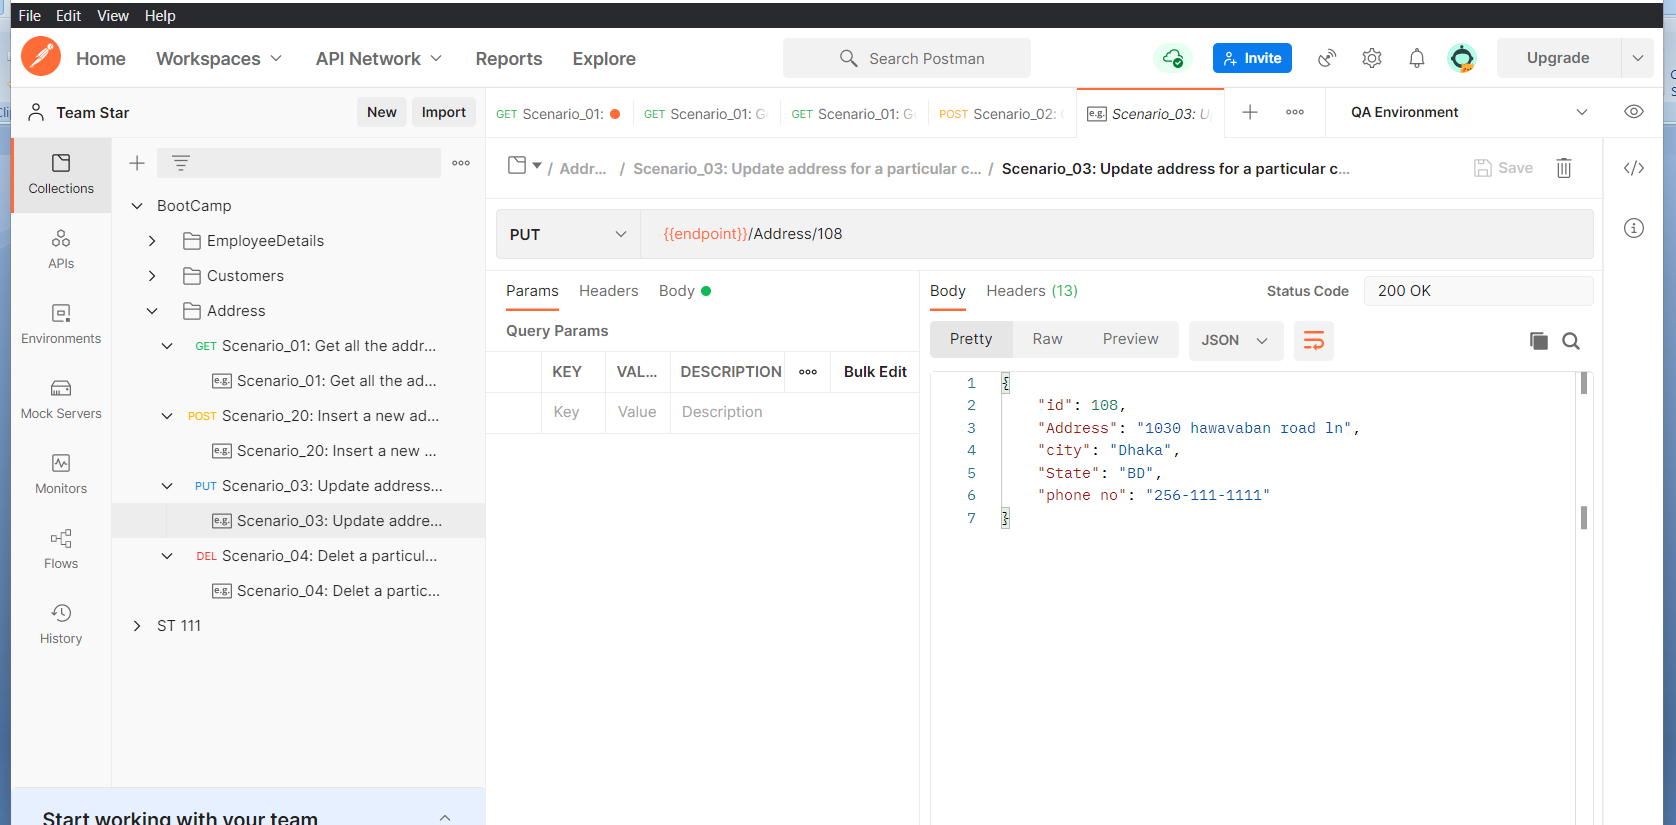 File Edit View Help
Home Workspaces API Network Reports Explore Search Postman Invite Upgrade
Team Star New Import GET Scenario_01: GET Scenario_01: G GET Scenario_01: G POST Scenario_02: e.g. Scenario_03: U QA Environment
Collections
APIs
Environments
Mock Servers
Monitors
Flows
History
BootCamp
EmployeeDetails
Customers
Address
GET Scenario_01: Get all the addr...
e.g. Scenario_01: Get all the ad...
POST Scenario_20: Insert a new ad...
e.g. Scenario_20: Insert a new ...
PUT Scenario_03: Update address...
e.g. Scenario_03: Update addre...
DEL Scenario_04: Delet a particul...
e.g. Scenario_04: Delet a partic...
ST 111
Start working with your team
/ Addr... / Scenario_03: Update address for a particular c... / Scenario_03: Update address for a particular c... Save </>
PUT {{endpoint}}/Address/108
Params Headers Body
Query Params
KEY VAL... DESCRIPTION Bulk Edit
Key Value Description
Body Headers (13) Status Code 200 OK
Pretty Raw Preview JSON
1 {
2 "id": 108,
3 "Address": "1030 hawavaban road ln",
4 "city": "Dhaka",
5 "State": "BD",
6 "phone no": "256-111-1111"
7 }